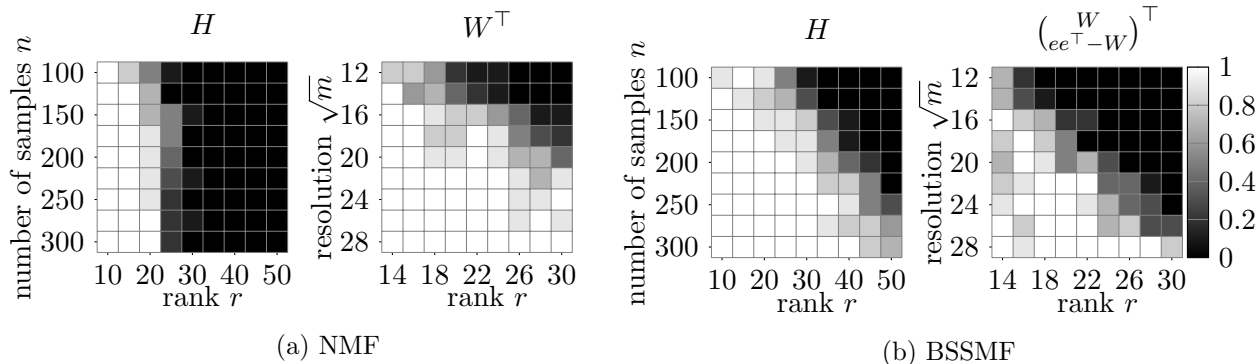 H
W⊤
number of samples n
100
150
200
250
300
10 20 30 40 50
rank r
resolution √m
12
16
20
24
28
14 18 22 26 30
rank r
(a) NMF
H
(W
ee⊤−W)⊤
number of samples n
100
150
200
250
300
10 20 30 40 50
rank r
resolution √m
12
16
20
24
28
14 18 22 26 30
rank r
1
0.8
0.6
0.4
0.2
0
(b) BSSMF